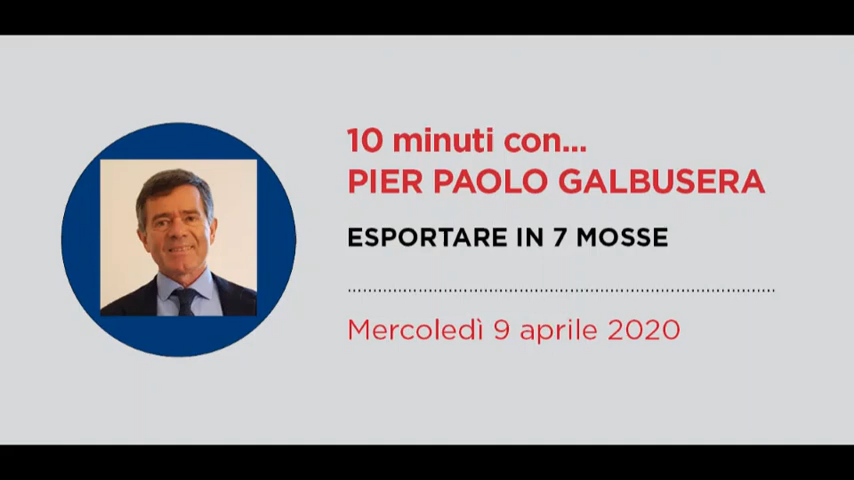 10 minuti con...
PIER PAOLO GALBUSERA
ESPORTARE IN 7 MOSSE
Mercoledì 9 aprile 2020